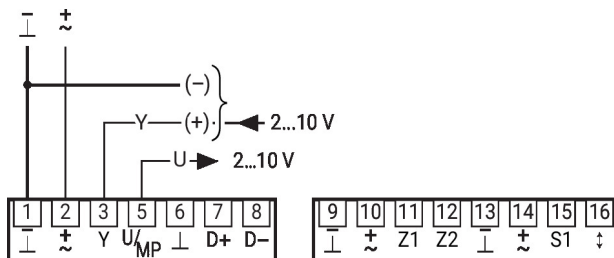 – +
⊥ ~
(–)
Y (+) 2...10 V
U 2...10 V
1 2 3 5 6 7 8 9 10 11 12 13 14 15 16
⊥ ~ Y U/MP ⊥ D+ D– ⊥ ~ Z1 Z2 ⊥ ~ S1 ↕